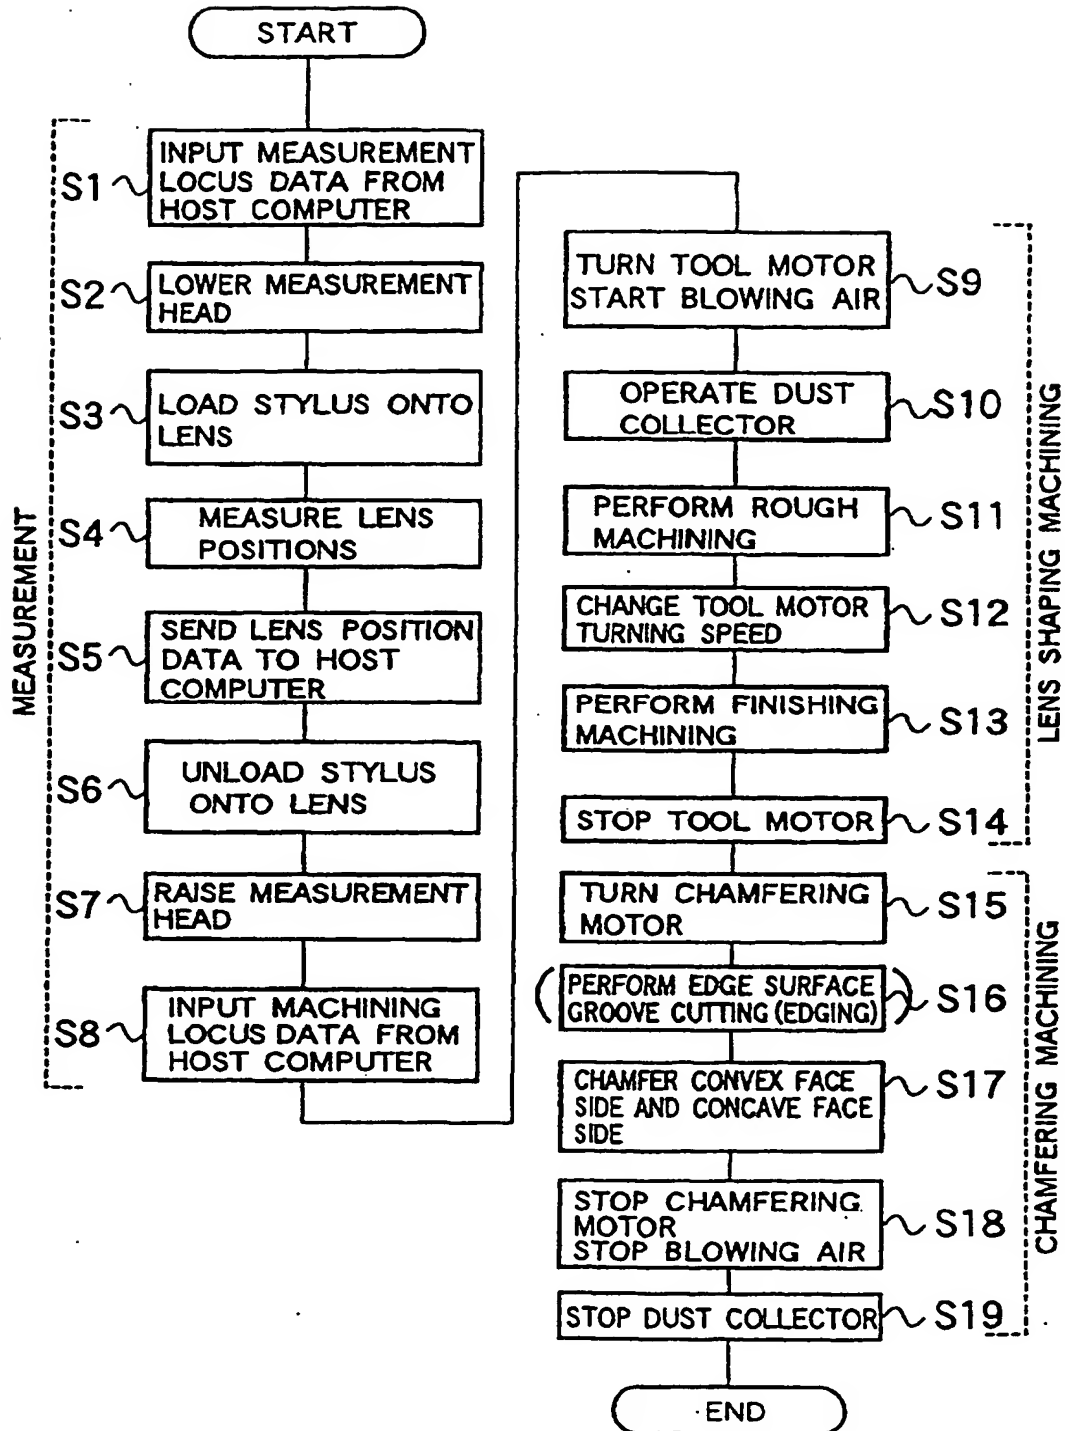 START
MEASUREMENT
S1
INPUT MEASUREMENT
LOCUS DATA FROM
HOST COMPUTER
S2
LOWER MEASUREMENT
HEAD
S3
LOAD STYLUS ONTO
LENS
S4
MEASURE LENS
POSITIONS
S5
SEND LENS POSITION
DATA TO HOST
COMPUTER
S6
UNLOAD STYLUS
ONTO LENS
S7
RAISE MEASUREMENT
HEAD
S8
INPUT MACHINING
LOCUS DATA FROM
HOST COMPUTER
LENS SHAPING MACHINING
TURN TOOL MOTOR
START BLOWING AIR
S9
OPERATE DUST
COLLECTOR
S10
PERFORM ROUGH
MACHINING
S11
CHANGE TOOL MOTOR
TURNING SPEED
S12
PERFORM FINISHING
MACHINING
S13
STOP TOOL MOTOR
S14
CHAMFERING MACHINING
TURN CHAMFERING
MOTOR
S15
(PERFORM EDGE SURFACE
GROOVE CUTTING (EDGING))
S16
CHAMFER CONVEX FACE
SIDE AND CONCAVE FACE
SIDE
S17
STOP CHAMFERING
MOTOR
STOP BLOWING AIR
S18
STOP DUST COLLECTOR
S19
END